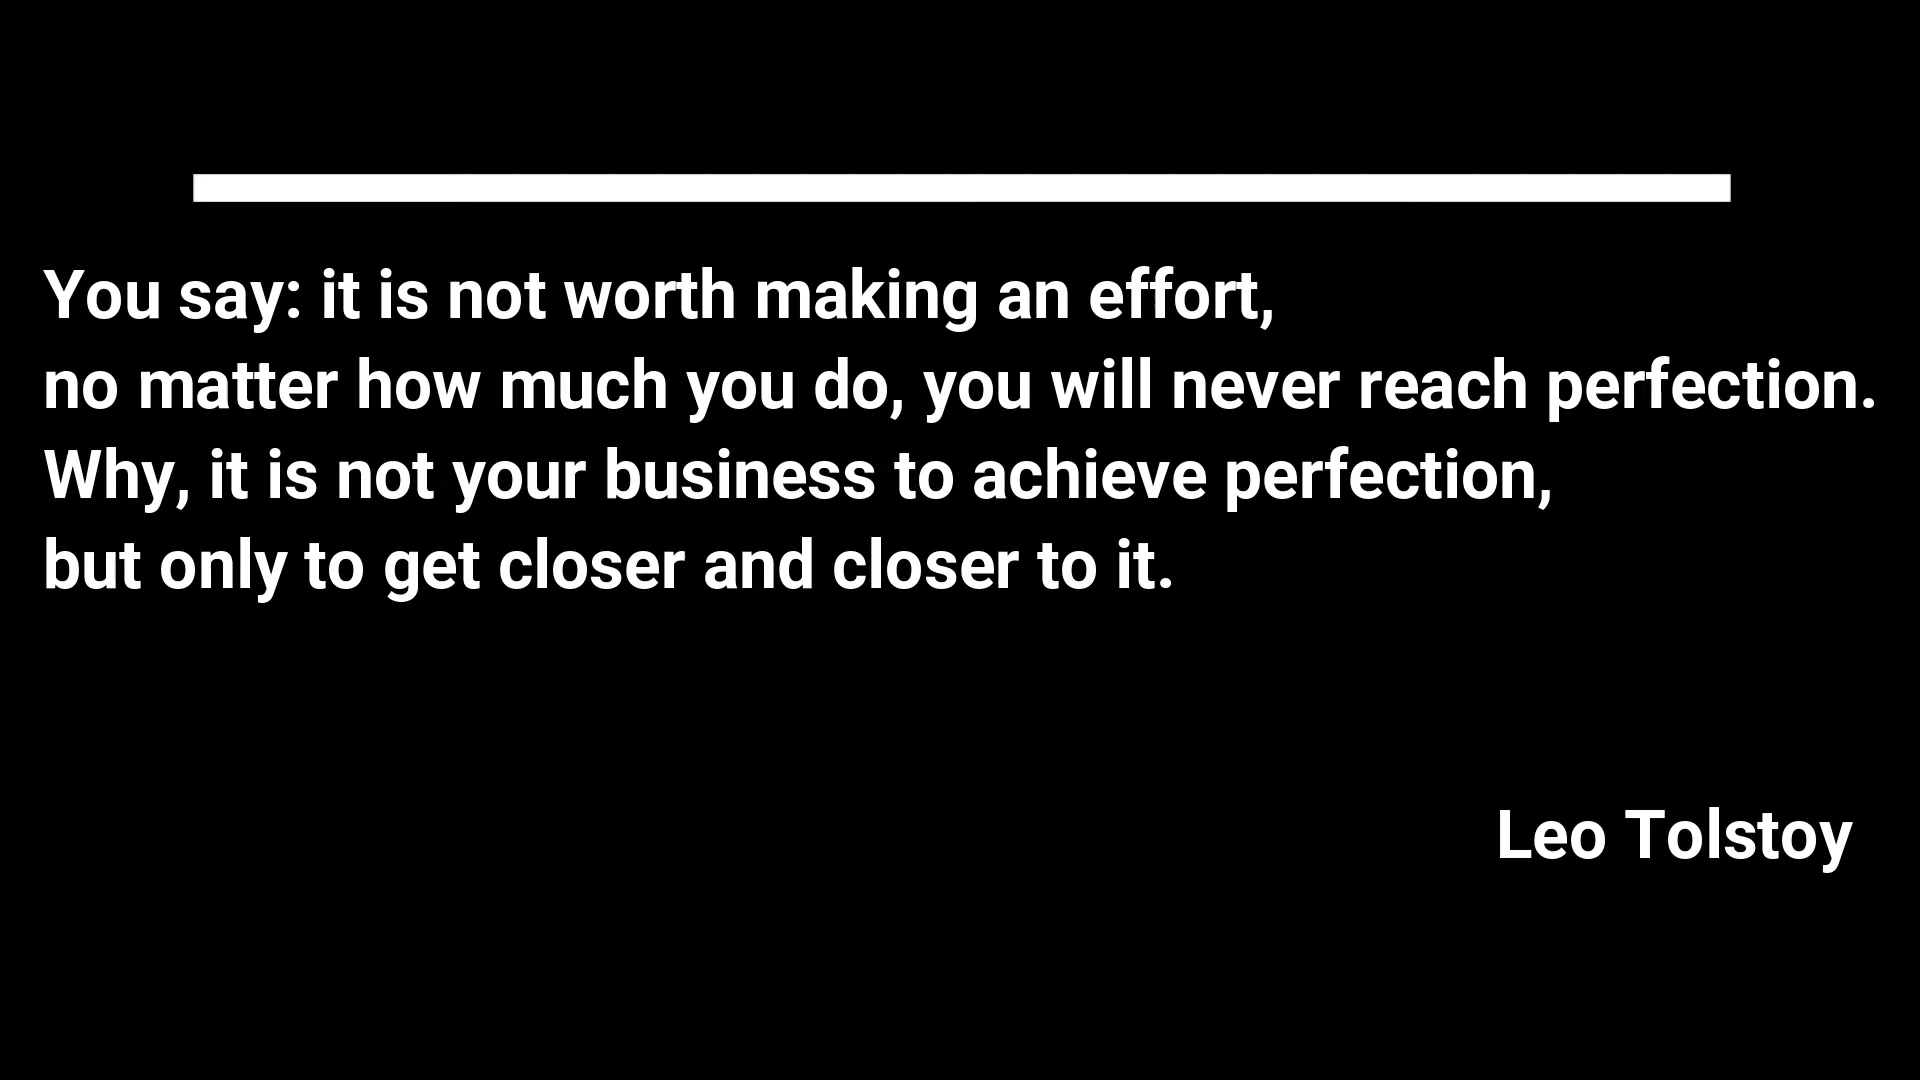 You say: it is not worth making an effort,
no matter how much you do, you will never reach perfection.
Why, it is not your business to achieve perfection,
but only to get closer and closer to it.
Leo Tolstoy